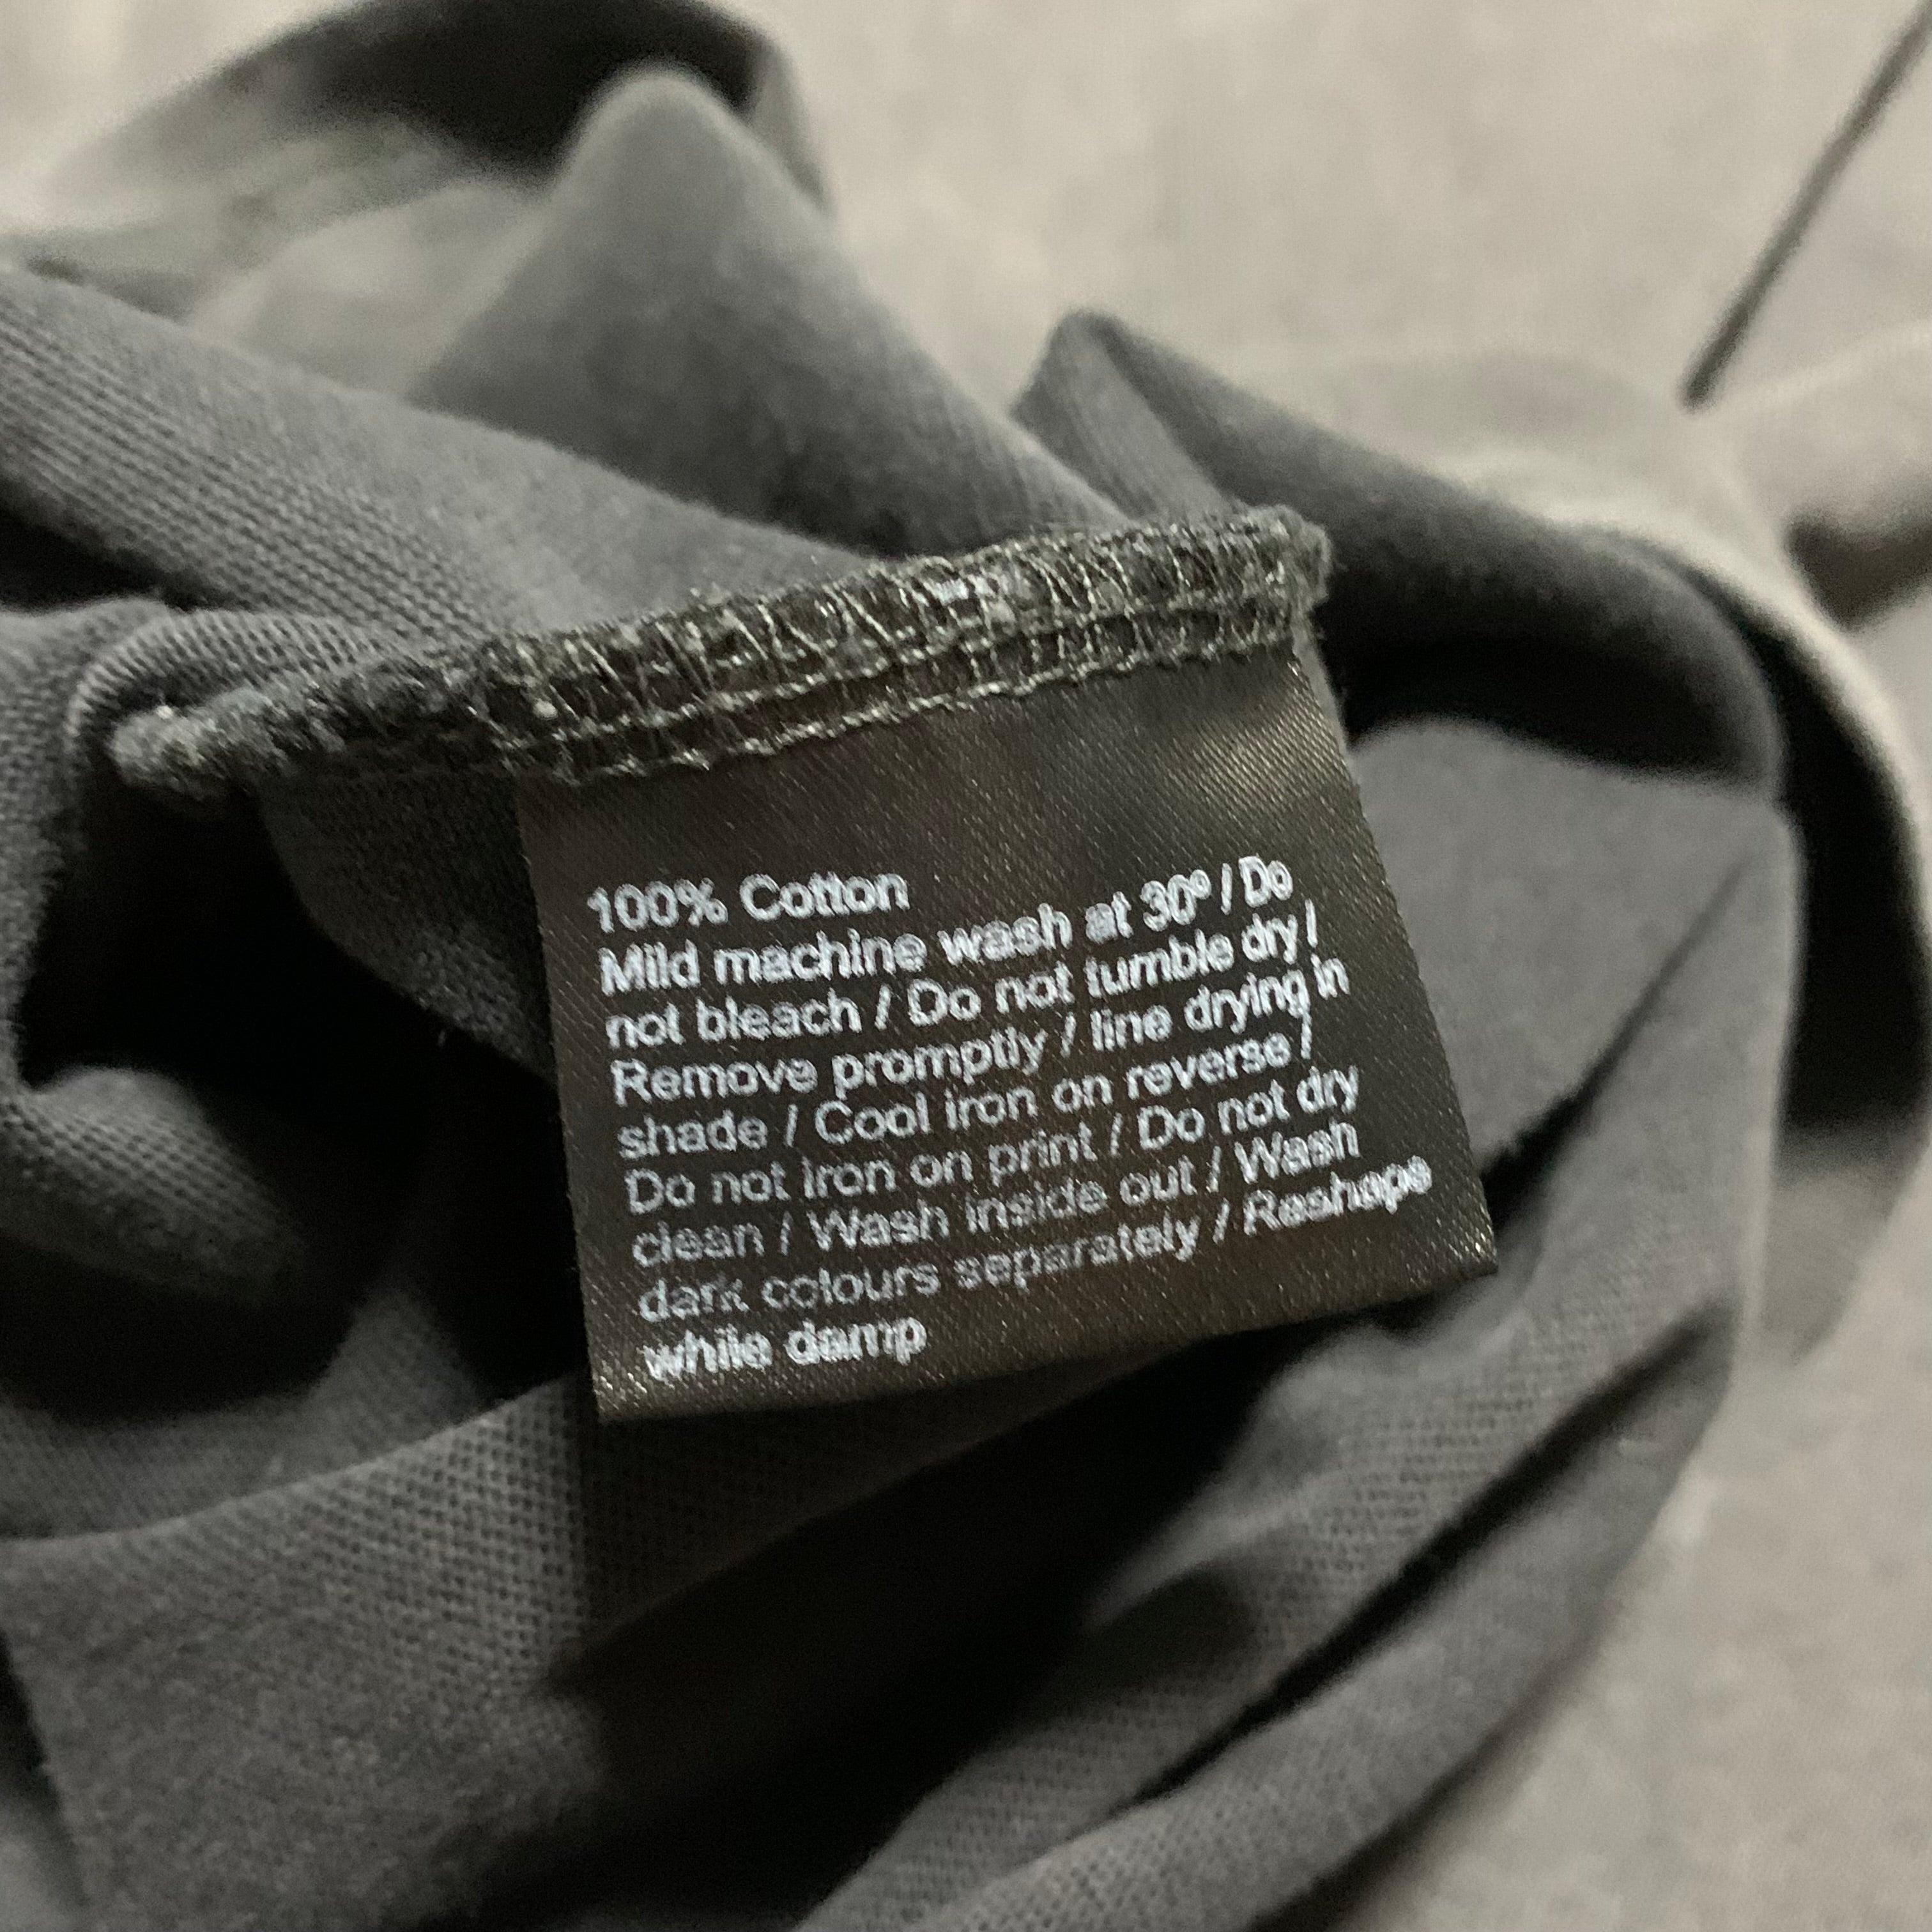 100% Cotton
Mild machine wash at 30º / Do
not bleach / Do not tumble dry /
Remove promptly / line drying in
shade / Cool iron on reverse /
Do not iron on print / Do not dry
clean / Wash inside out / Wash
dark colours separately / Reshape
while damp